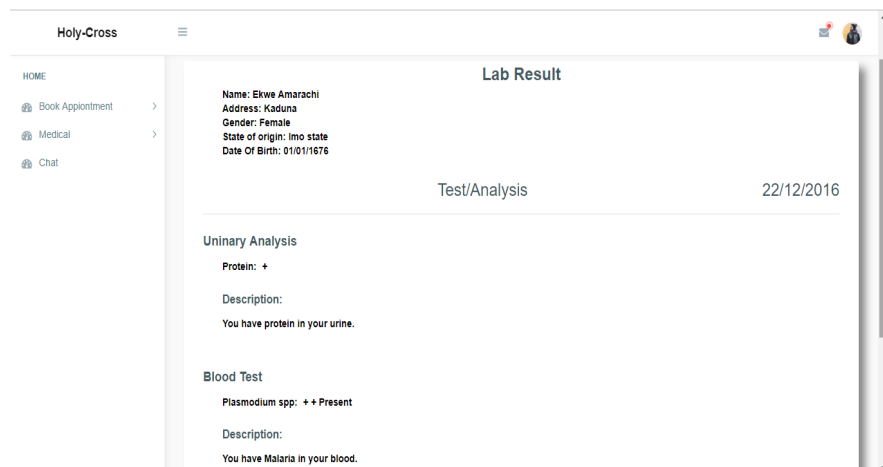 Holy-Cross
HOME
Book Appiontment
Medical
Chat
Lab Result
Name: Ekwe Amarachi
Address: Kaduna
Gender: Female
State of origin: Imo state
Date Of Birth: 01/01/1676
Test/Analysis 22/12/2016
Uninary Analysis
Protein: +
Description:
You have protein in your urine.
Blood Test
Plasmodium spp: + + Present
Description:
You have Malaria in your blood.